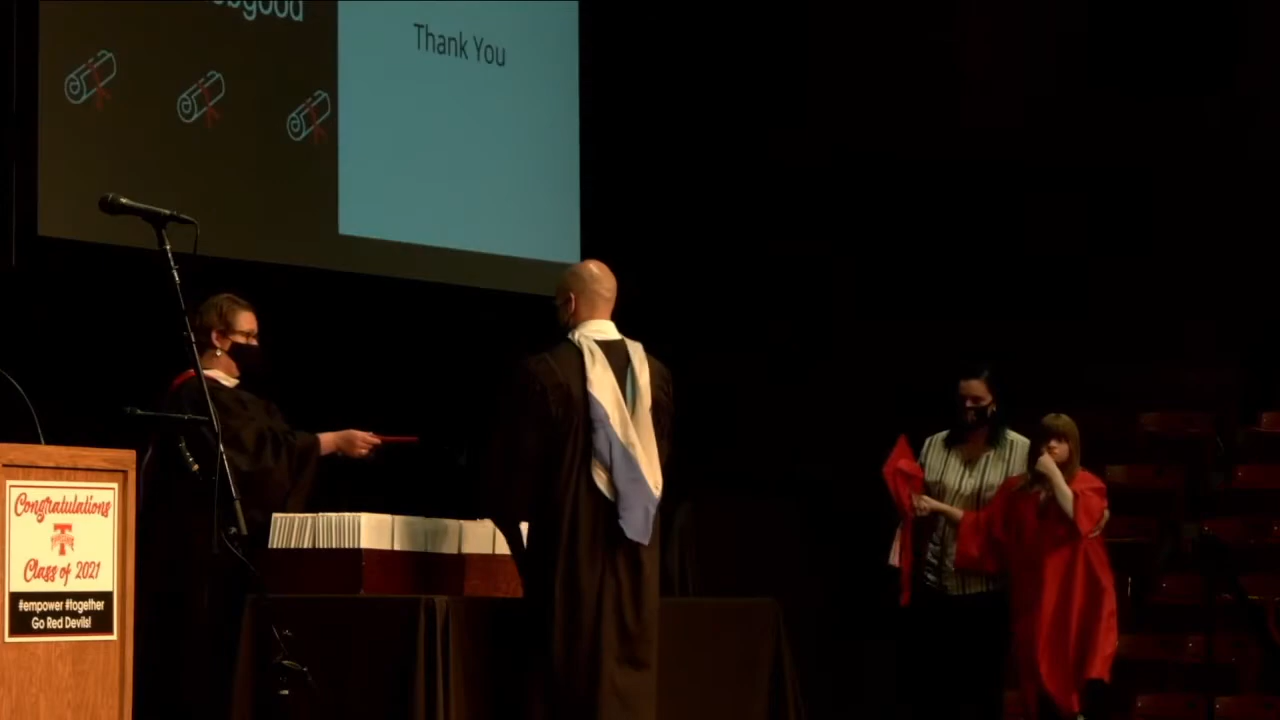 Thank You
Congratulations
T
Class of 2021
#empower #together
Go Red Devils!